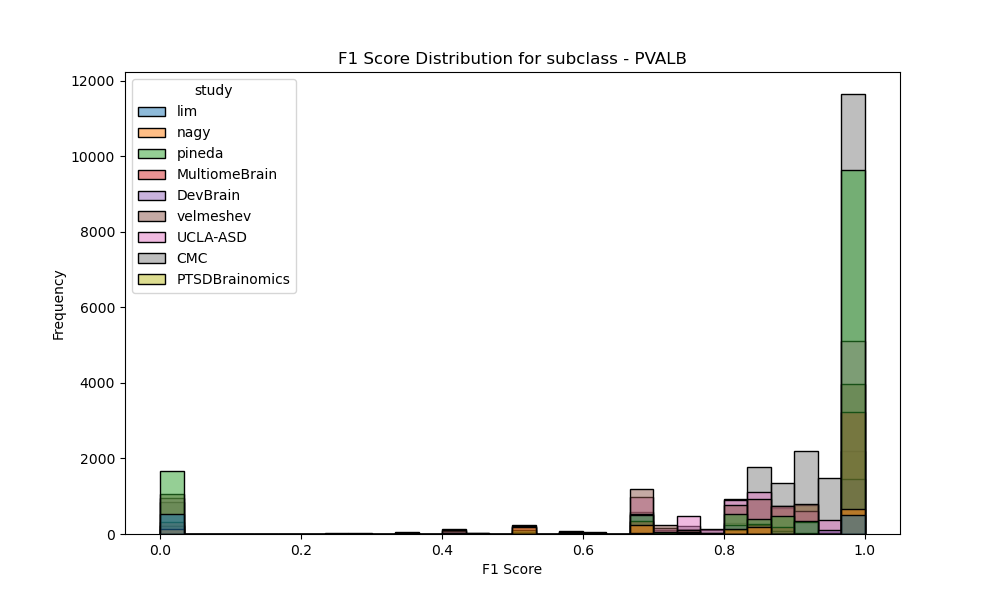 F1 Score Distribution for subclass - PVALB
study
lim
nagy
pineda
MultiomeBrain
DevBrain
velmeshev
UCLA-ASD
CMC
PTSDBrainomics
12000
10000
8000
6000
4000
2000
0
Frequency
0.0
0.2
0.4
0.6
0.8
1.0
F1 Score